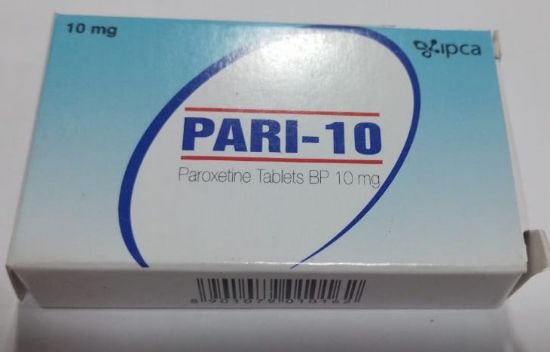 10 mg
ipca
PARI-10
Paroxetine Tablets BP 10 mg